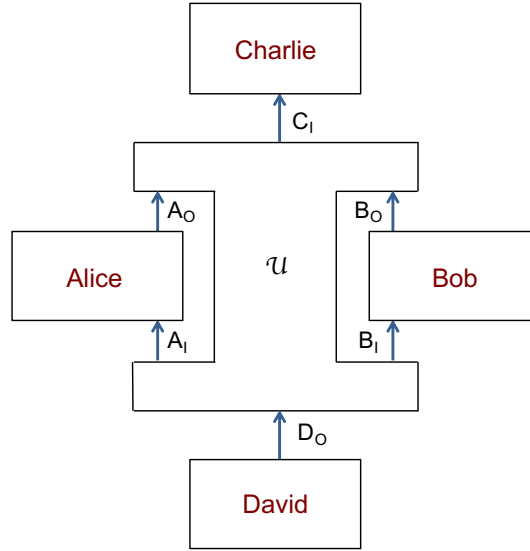 Charlie
C_I
A_O
B_O
Alice
𝒰
Bob
A_I
B_I
D_O
David